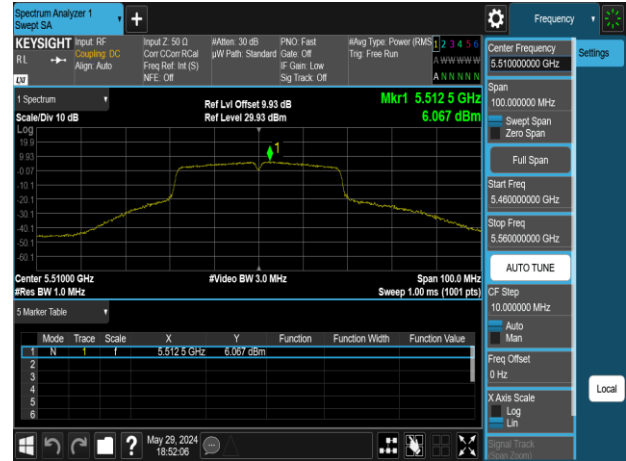 Spectrum Analyzer 1
Swept SA
Frequency
KEYSIGHT
RL
Input: RF
Coupling: DC
Align: Auto
Input Z: 50 Ω
Corr CCorr RCal
Freq Ref: Int (S)
NFE: Off
#Atten: 30 dB
µW Path: Standard
PNO: Fast
Gate: Off
IF Gain: Low
Sig Track: Off
#Avg Type: Power (RMS
Trig: Free Run
1 2 3 4 5 6
A W W W W W
A N N N N N
LXI
1 Spectrum
Scale/Div 10 dB
Ref Lvl Offset 9.93 dB
Ref Level 29.93 dBm
Mkr1 5.512 5 GHz
6.067 dBm
Log
19.9
9.93
-0.07
-10.1
-20.1
-30.1
-40.1
-50.1
-60.1
1
Center 5.51000 GHz
#Res BW 1.0 MHz
#Video BW 3.0 MHz
Span 100.0 MHz
Sweep 1.00 ms (1001 pts)
5 Marker Table
Mode Trace Scale X Y Function Function Width Function Value
1 N 1 f 5.512 5 GHz 6.067 dBm
2
3
4
5
6
May 29, 2024
18:52:06
Center Frequency
5.510000000 GHz
Span
100.000000 MHz
Swept Span
Zero Span
Full Span
Start Freq
5.460000000 GHz
Stop Freq
5.560000000 GHz
AUTO TUNE
CF Step
10.000000 MHz
Auto
Man
Freq Offset
0 Hz
X Axis Scale
Log
Lin
Signal Track
(Span Zoom)
Settings
Local